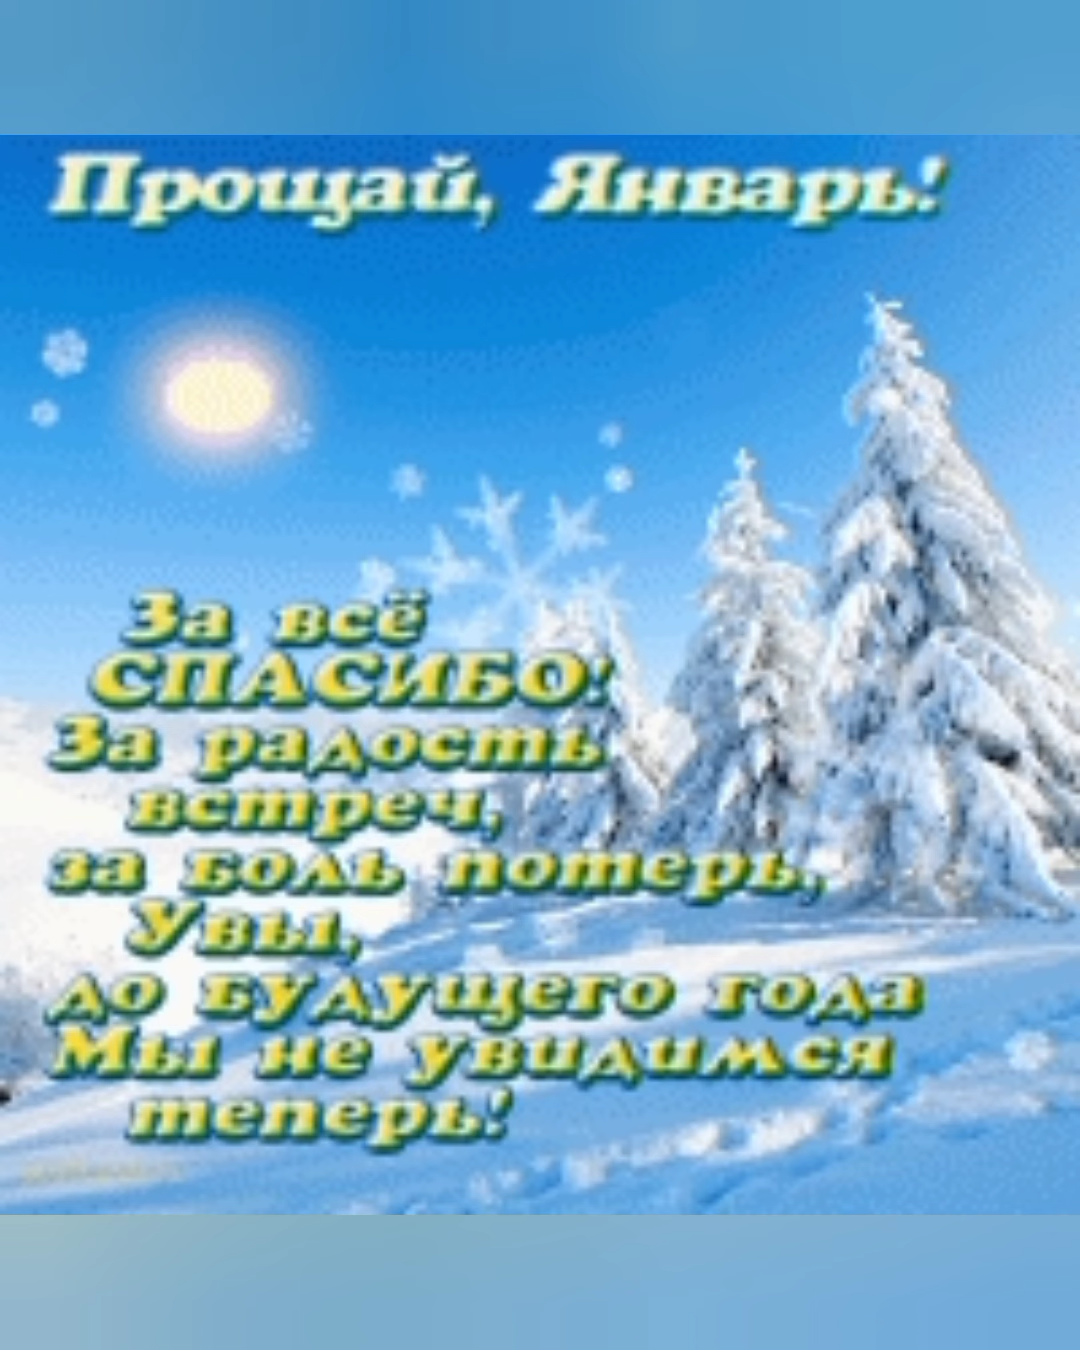 Прощай, Январь!
За всё
СПАСИБО!
За радость
встреч,
за боль потерь,
Увы,
до будущего года
Мы не увидимся
теперь!